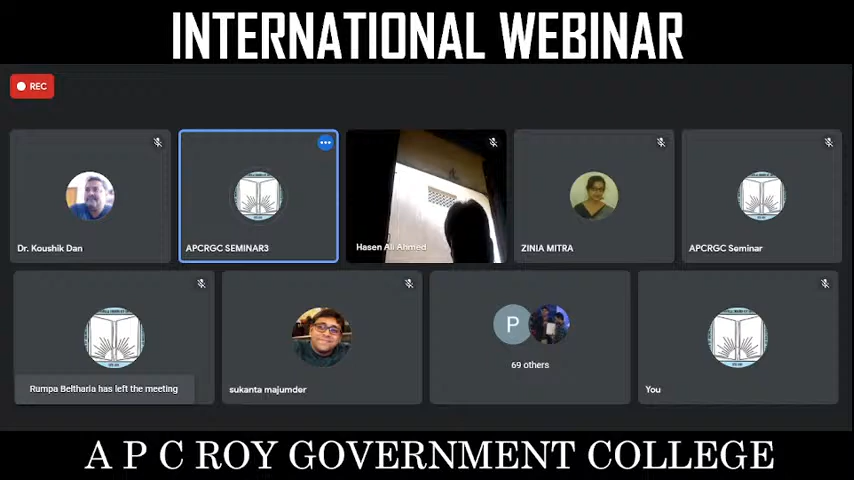 INTERNATIONAL WEBINAR
REC
Dr. Koushik Dan
APCRGC SEMINAR3
Hasen Ali Ahmed
ZINIA MITRA
APCRGC Seminar
Rumpa Beltharia has left the meeting
sukanta majumder
P
69 others
You
A P C ROY GOVERNMENT COLLEGE